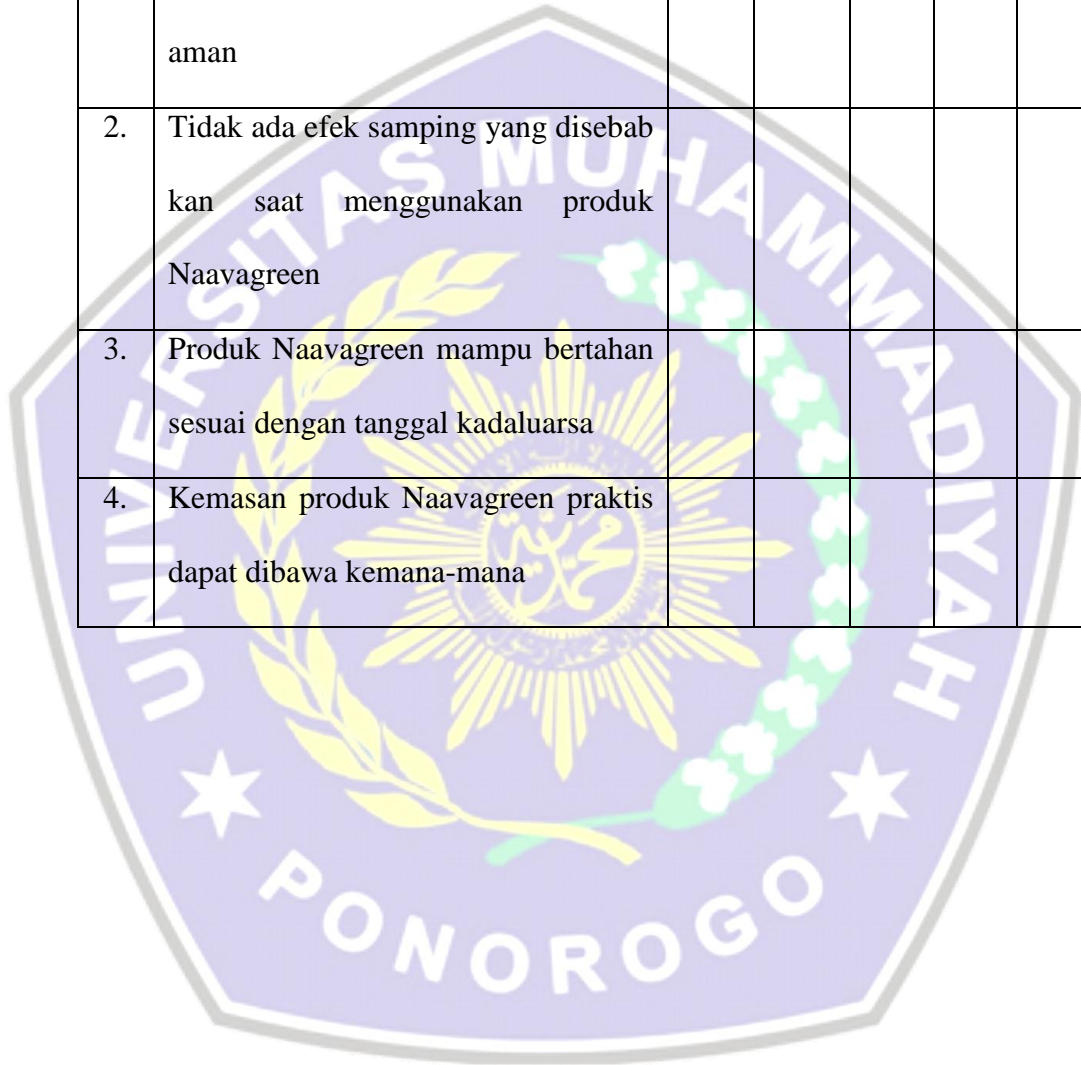 aman
2. Tidak ada efek samping yang disebab
kan saat menggunakan produk
Naavagreen
3. Produk Naavagreen mampu bertahan
sesuai dengan tanggal kadaluarsa
4. Kemasan produk Naavagreen praktis
dapat dibawa kemana-mana
UNIVERSITAS MUHAMMADIYAH
PONOROGO